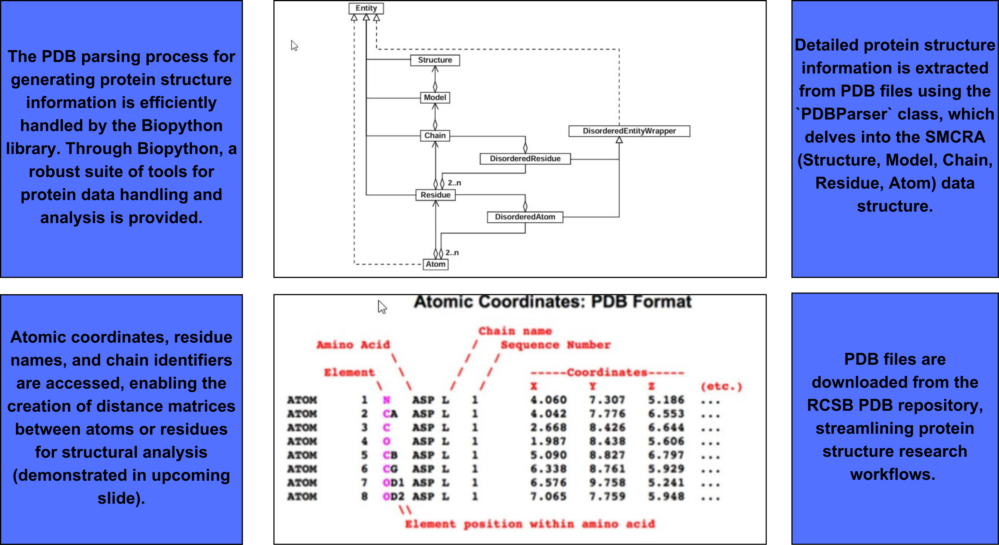 The PDB parsing process for
generating protein structure
information is efficiently
handled by the Biopython
library. Through Biopython, a
robust suite of tools for
protein data handling and
analysis is provided.
Entity
Structure
Model
Chain
DisorderedEntityWrapper
DisorderedResidue
2..n
Residue
DisorderedAtom
2..n
Atom
Detailed protein structure
information is extracted
from PDB files using the
`PDBParser` class, which
delves into the SMCRA
(Structure, Model, Chain,
Residue, Atom) data
structure.
Atomic coordinates, residue
names, and chain identifiers
are accessed, enabling the
creation of distance matrices
between atoms or residues
for structural analysis
(demonstrated in upcoming
slide).
Atomic Coordinates: PDB Format
Chain name
Amino Acid / Sequence Number
\ / /
Element \ / / -----Coordinates-----
\ \ / / X Y Z (etc.)
ATOM 1 N ASP L 1 4.060 7.307 5.186 ...
ATOM 2 CA ASP L 1 4.042 7.776 6.553 ...
ATOM 3 C ASP L 1 2.668 8.426 6.644 ...
ATOM 4 O ASP L 1 1.987 8.438 5.606 ...
ATOM 5 CB ASP L 1 5.090 8.827 6.797 ...
ATOM 6 CG ASP L 1 6.338 8.761 5.929 ...
ATOM 7 OD1 ASP L 1 6.576 9.758 5.241 ...
ATOM 8 OD2 ASP L 1 7.065 7.759 5.948 ...
\\
Element position within amino acid
PDB files are
downloaded from the
RCSB PDB repository,
streamlining protein
structure research
workflows.